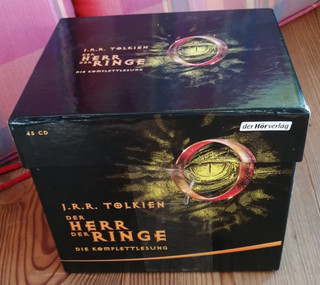 J.R.R. TOLKIEN
DER
HERR
DER
RINGE
DIE KOMPLETTLESUNG
der Hörverlag
45 CD
J.R.R. TOLKIEN
DER
HERR
DER
RINGE
DIE KOMPLETTLESUNG